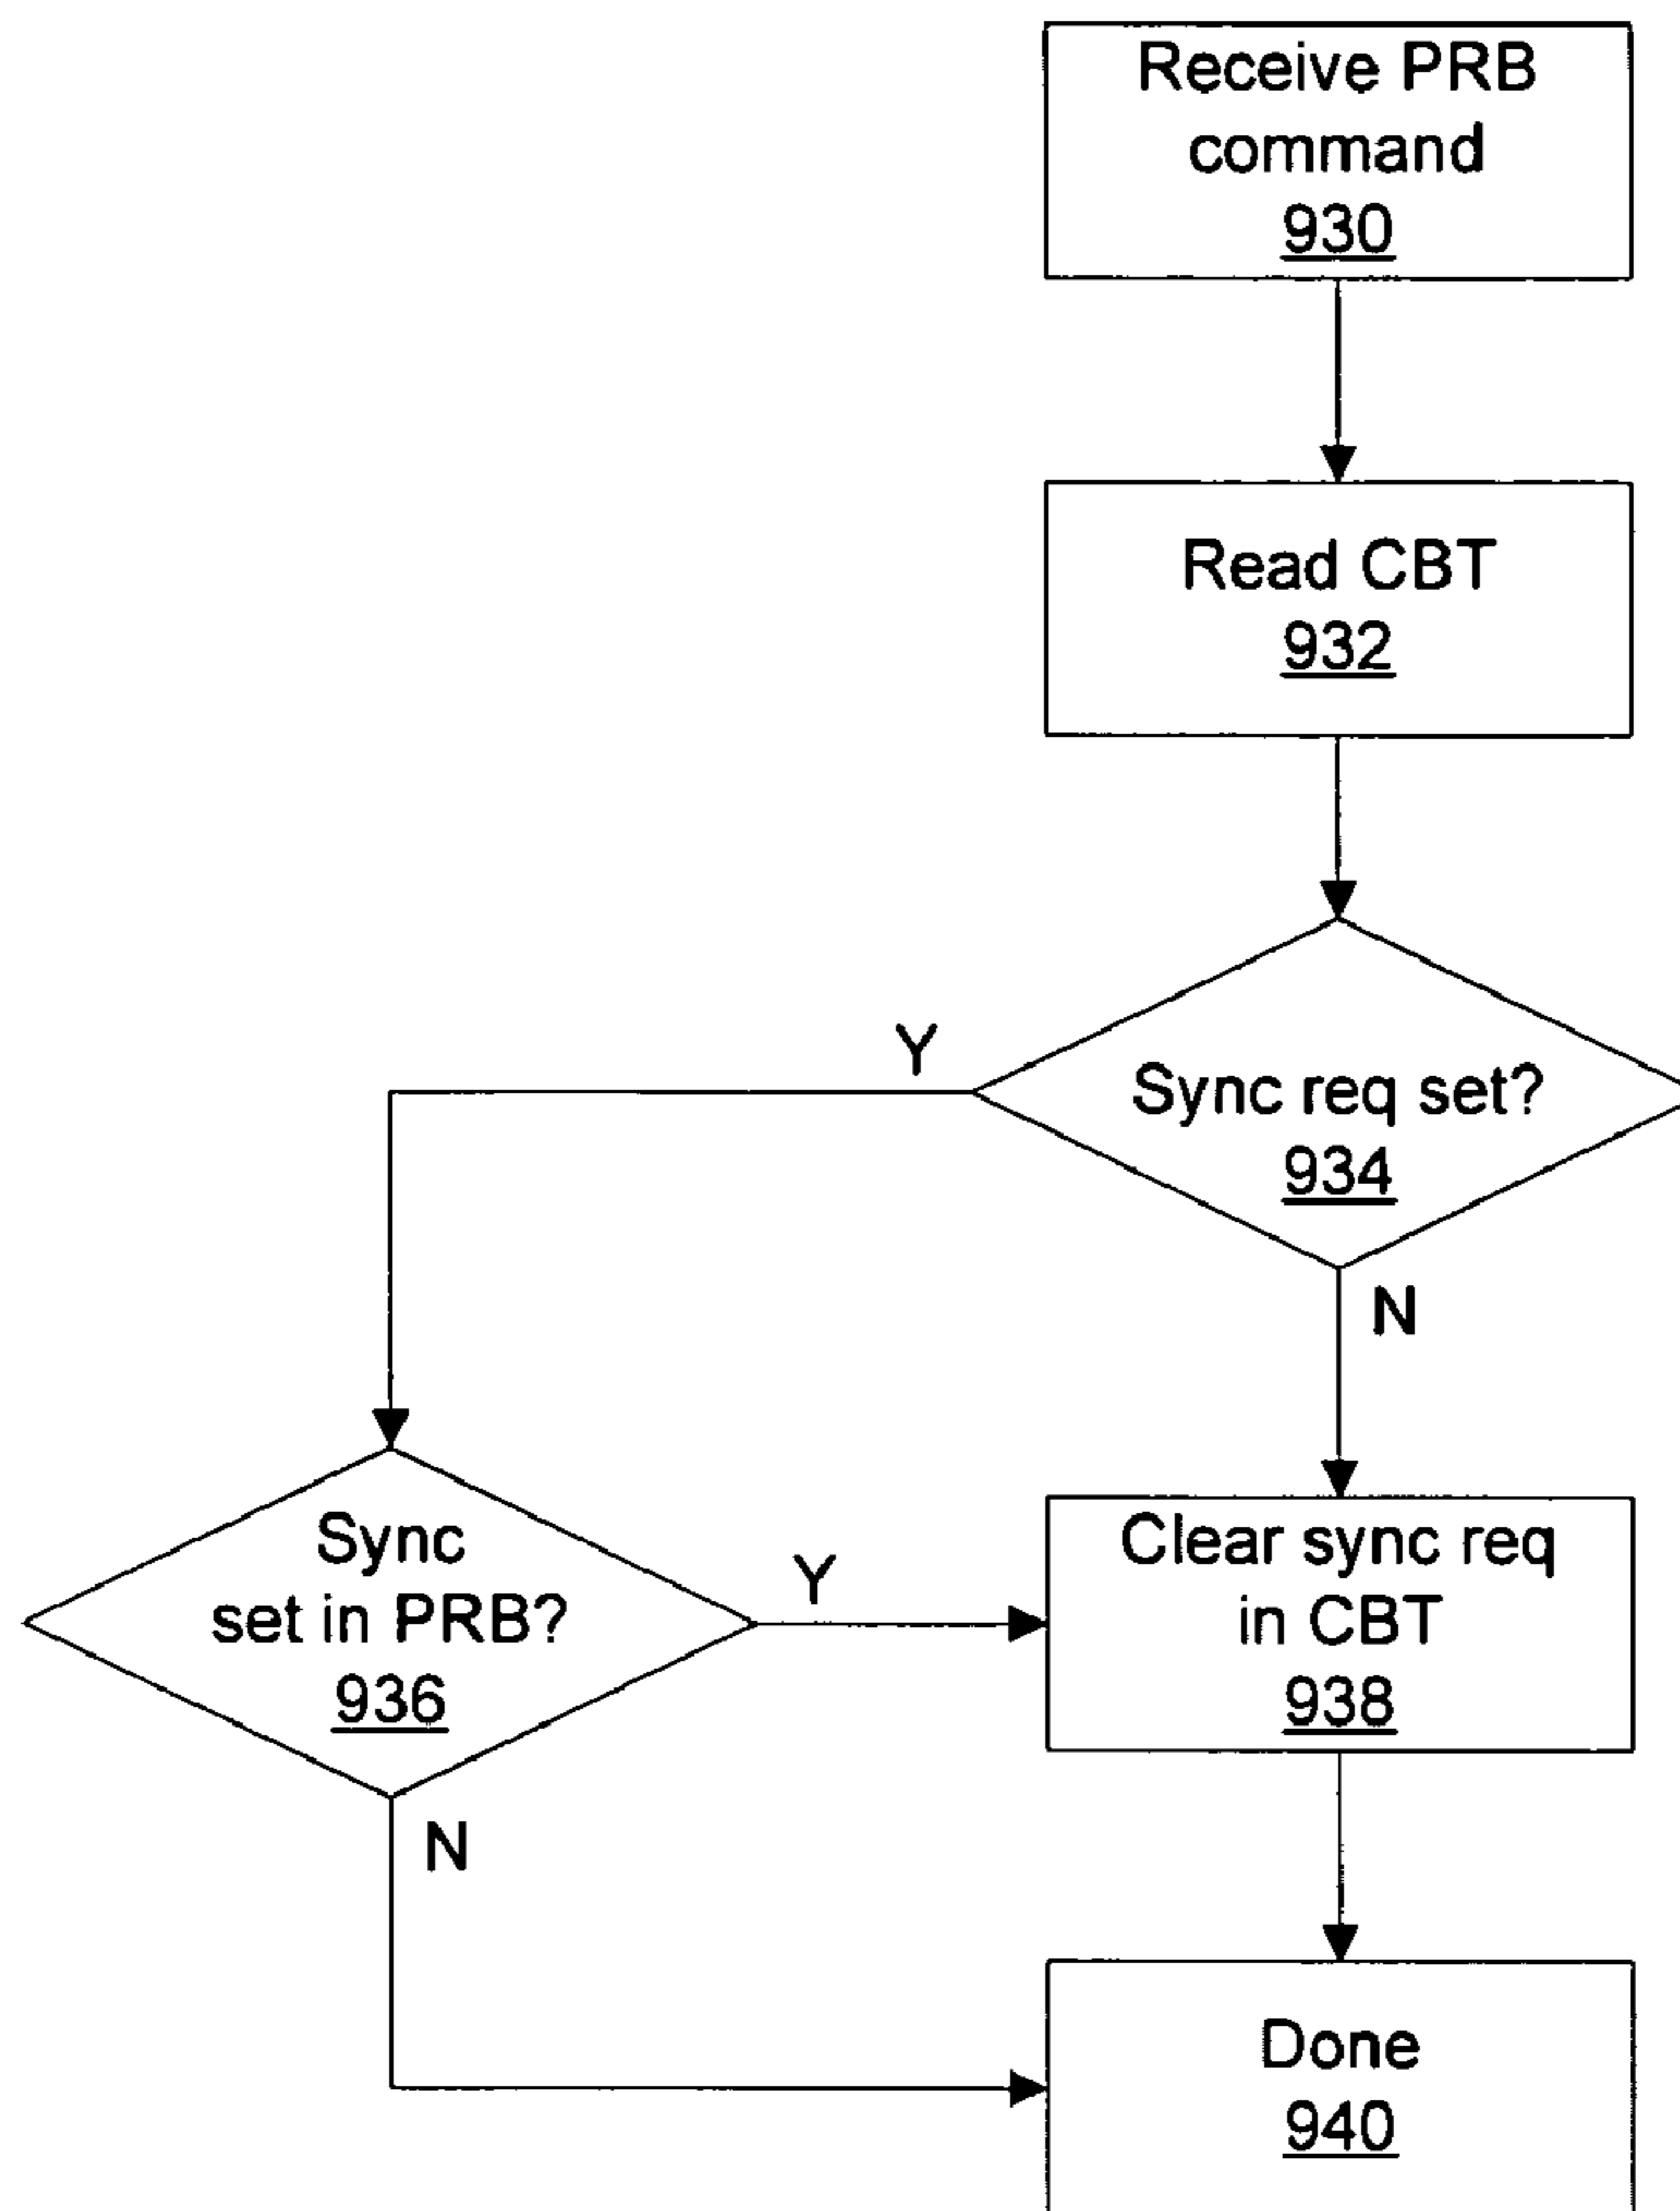 Receive PRB
command
930
Read CBT
932
Y
Sync req set?
934
N
Sync
set in PRB?
936
Y
Clear sync req
in CBT
938
N
Done
940